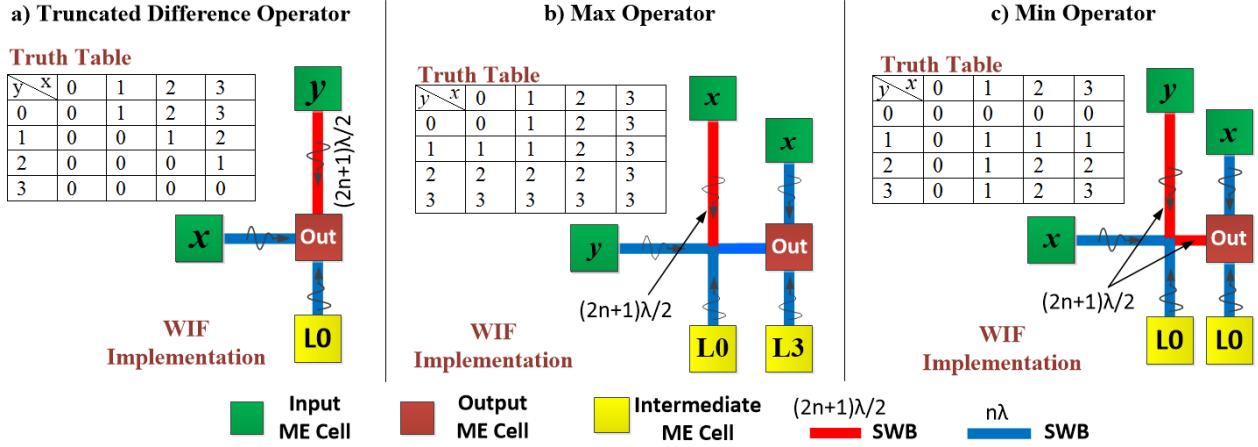 a) Truncated Difference Operator
Truth Table
y x 0 1 2 3
0 0 1 2 3
1 0 0 1 2
2 0 0 0 1
3 0 0 0 0
y
(2n+1)λ/2
x
Out
L0
WIF
Implementation
b) Max Operator
Truth Table
y x 0 1 2 3
0 0 1 2 3
1 1 1 2 3
2 2 2 2 3
3 3 3 3 3
x
x
y
Out
(2n+1)λ/2
L0
L3
WIF
Implementation
c) Min Operator
Truth Table
y x 0 1 2 3
0 0 0 0 0
1 0 1 1 1
2 0 1 2 2
3 0 1 2 3
y
x
x
Out
(2n+1)λ/2
L0
L0
WIF
Implementation
Input
ME Cell
Output
ME Cell
Intermediate
ME Cell
(2n+1)λ/2
SWB
nλ
SWB